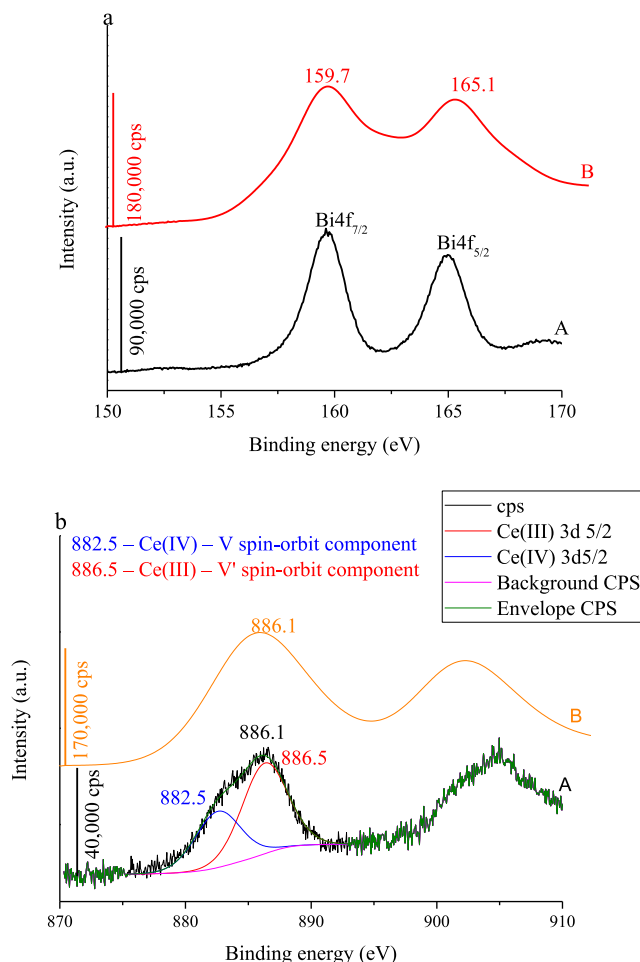 a
159.7
165.1
180,000 cps
B
Bi4f7/2
Bi4f5/2
90,000 cps
A
Intensity (a.u.)
150 155 160 165 170
Binding energy (eV)
b
882.5 – Ce(IV) – V spin-orbit component
886.5 – Ce(III) – V' spin-orbit component
cps
Ce(III) 3d 5/2
Ce(IV) 3d5/2
Background CPS
Envelope CPS
886.1
170,000 cps
B
886.1
886.5
882.5
40,000 cps
A
Intensity (a.u.)
870 880 890 900 910
Binding energy (eV)